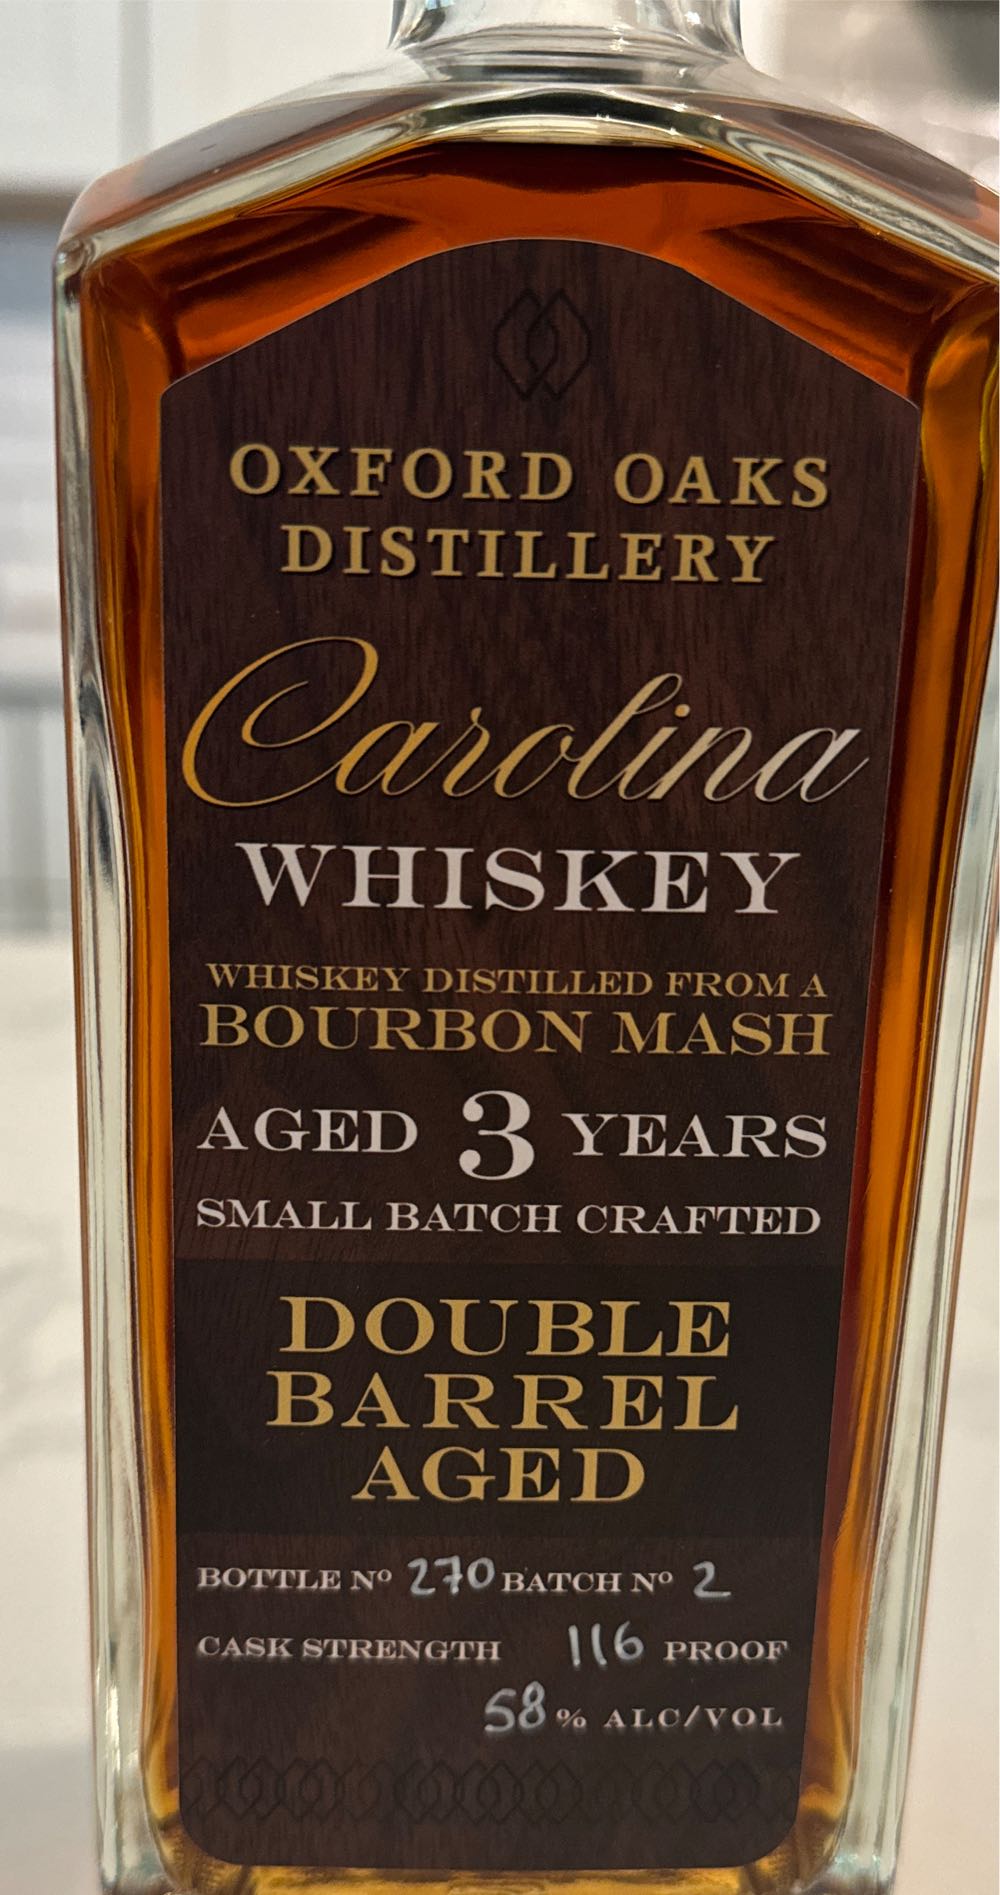 OXFORD OAKS
DISTILLERY
Carolina
WHISKEY
WHISKEY DISTILLED FROM A
BOURBON MASH
AGED 3 YEARS
SMALL BATCH CRAFTED
DOUBLE
BARREL
AGED
BOTTLE Nº 270 BATCH Nº 2
CASK STRENGTH 116 PROOF
58% ALC/VOL